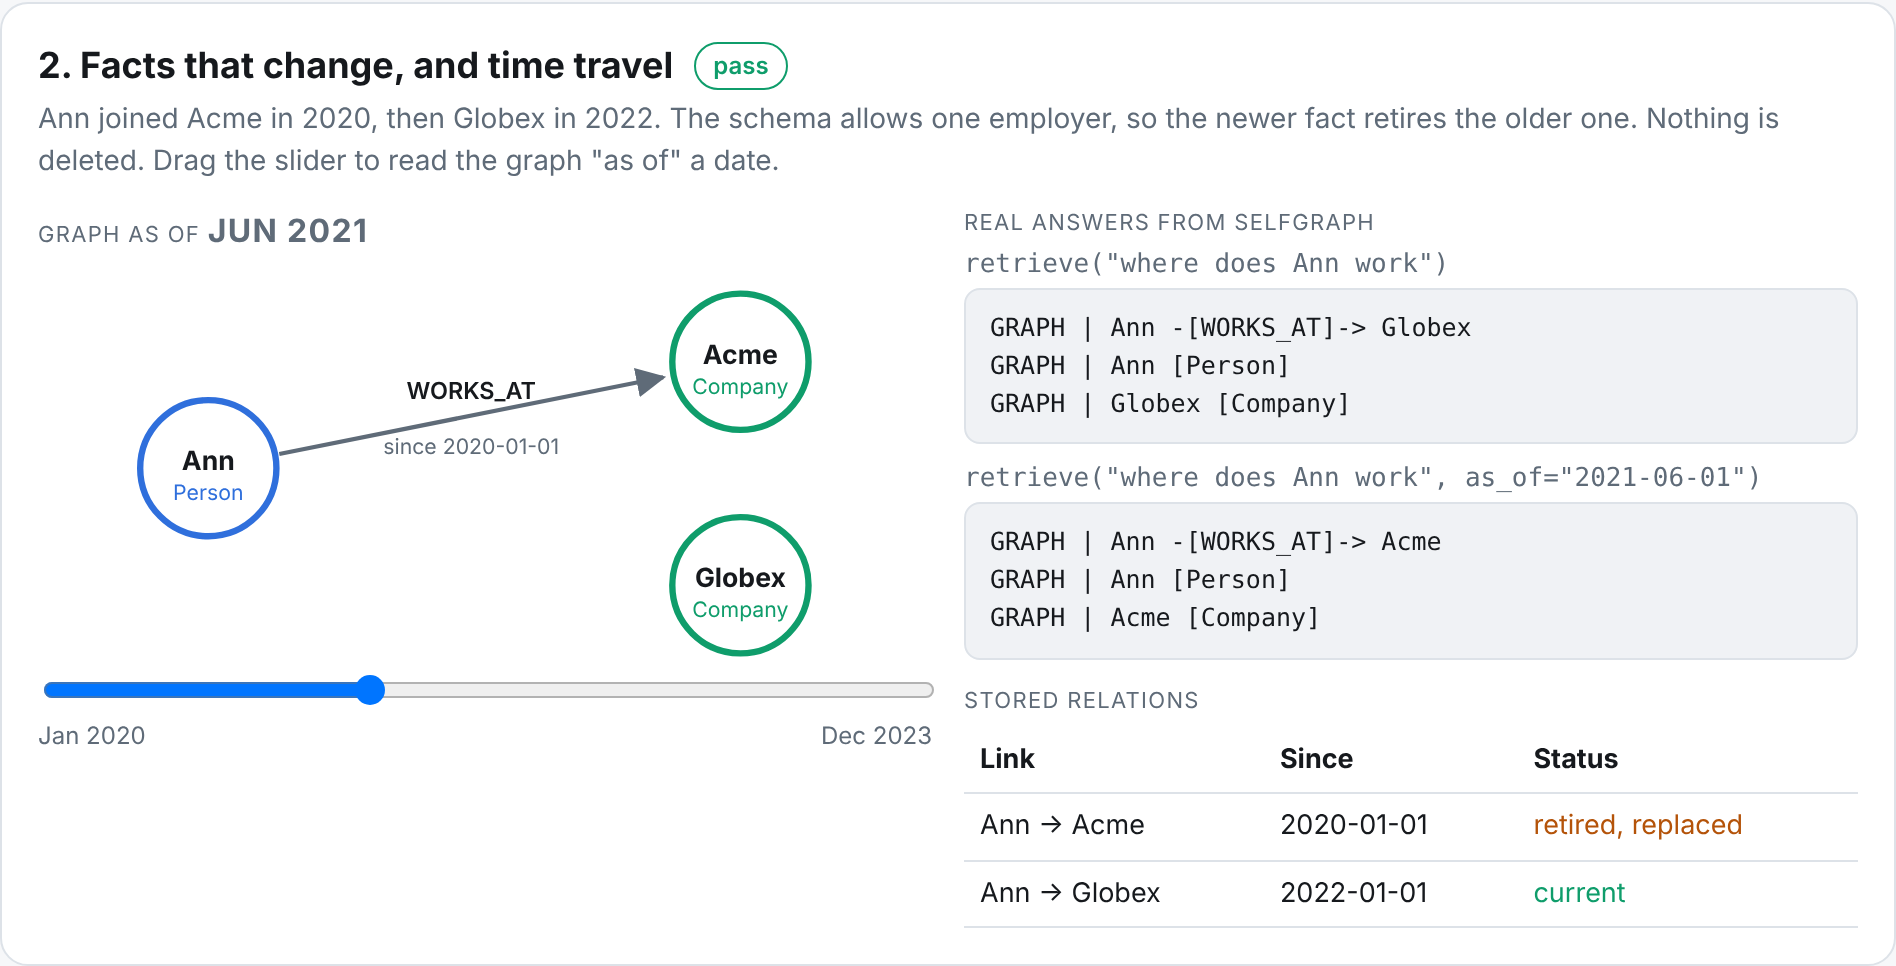 2. Facts that change, and time travel
pass
Ann joined Acme in 2020, then Globex in 2022. The schema allows one employer, so the newer fact retires the older one. Nothing is
deleted. Drag the slider to read the graph "as of" a date.
GRAPH AS OF JUN 2021
Acme
Company
WORKS_AT
since 2020-01-01
Ann
Person
Globex
Company
Jan 2020
Dec 2023
REAL ANSWERS FROM SELFGRAPH
retrieve("where does Ann work")
GRAPH | Ann -[WORKS_AT]-> Globex
GRAPH | Ann [Person]
GRAPH | Globex [Company]
retrieve("where does Ann work", as_of="2021-06-01")
GRAPH | Ann -[WORKS_AT]-> Acme
GRAPH | Ann [Person]
GRAPH | Acme [Company]
STORED RELATIONS
Link Since Status
Ann → Acme 2020-01-01 retired, replaced
Ann → Globex 2022-01-01 current